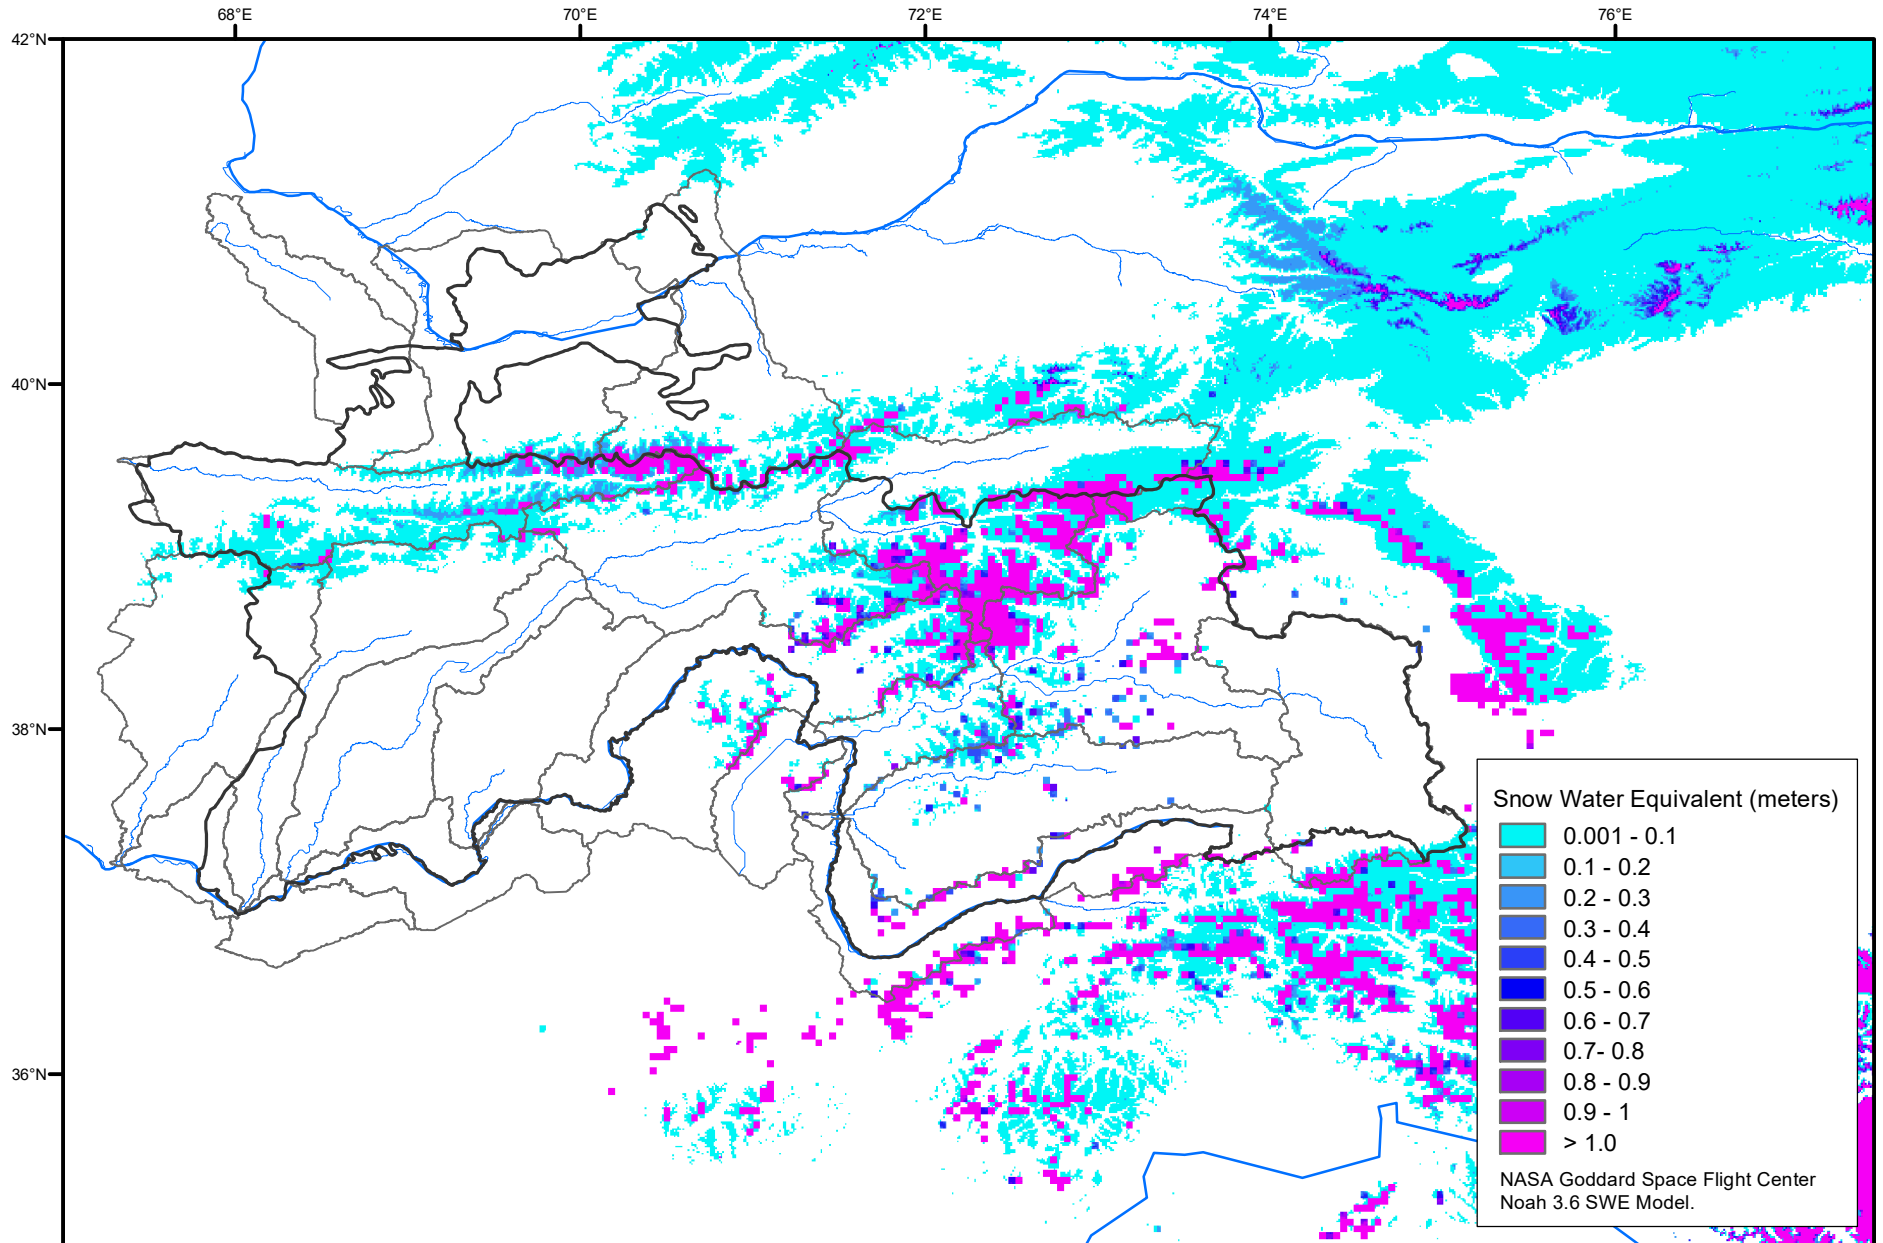 68°E 70°E 72°E 74°E 76°E
42°N
40°N
38°N
36°N
Snow Water Equivalent (meters)
0.001 - 0.1
0.1 - 0.2
0.2 - 0.3
0.3 - 0.4
0.4 - 0.5
0.5 - 0.6
0.6 - 0.7
0.7- 0.8
0.8 - 0.9
0.9 - 1
> 1.0
NASA Goddard Space Flight Center
Noah 3.6 SWE Model.